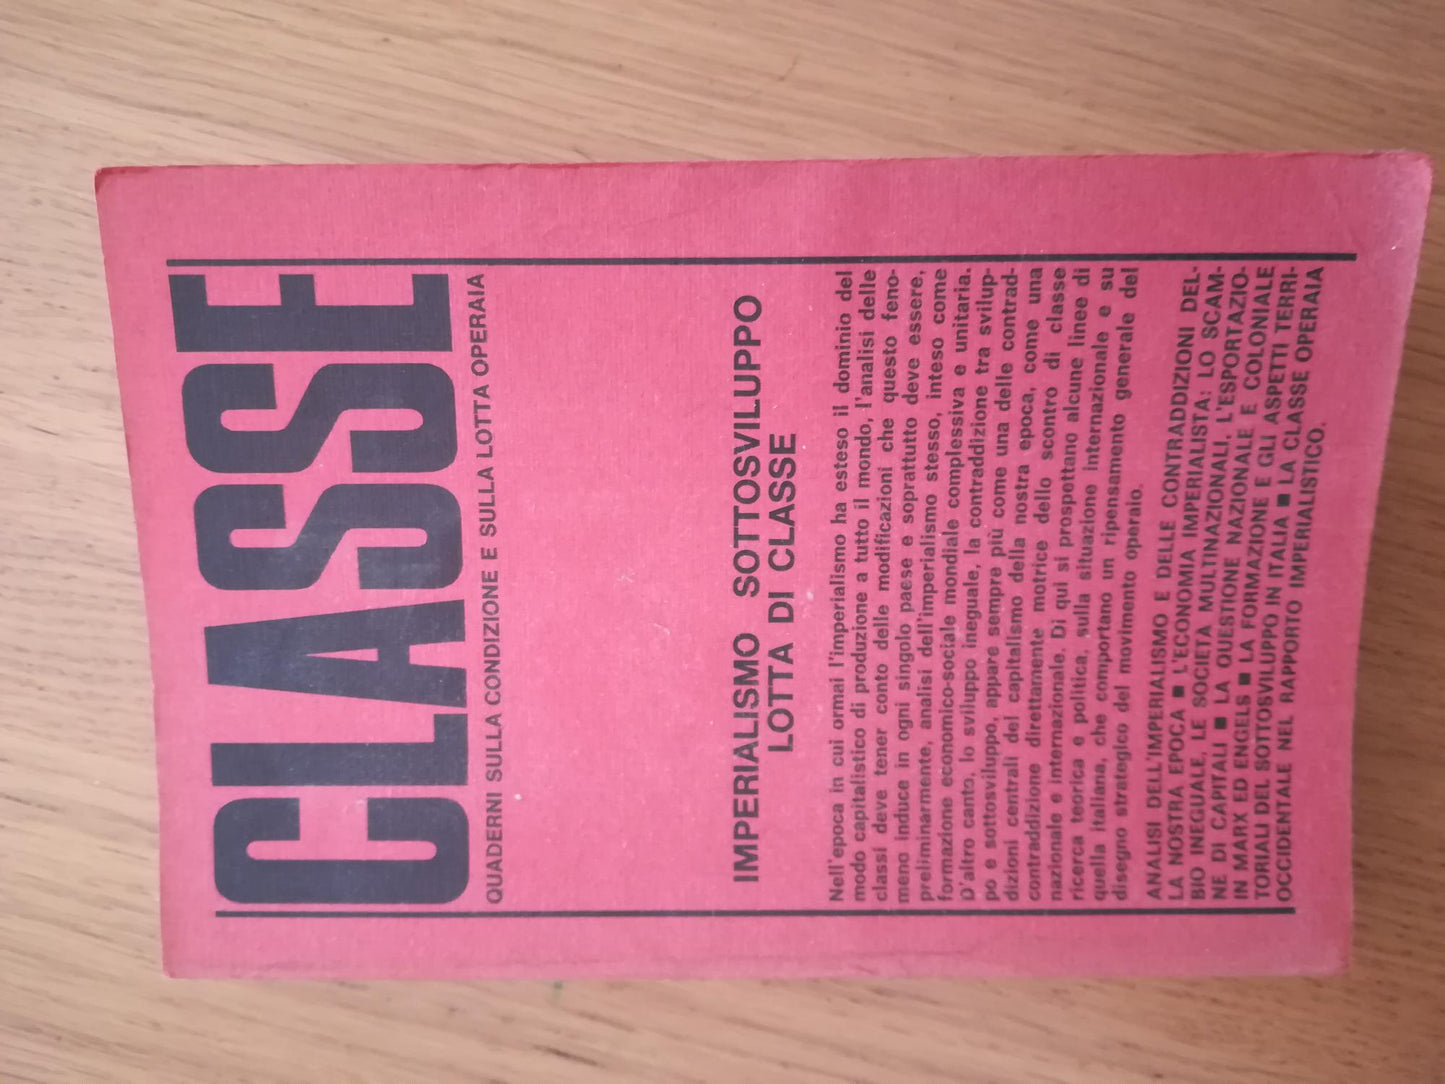 CLASSE
QUADERNI SULLA CONDIZIONE E SULLA LOTTA OPERAIA
IMPERIALISMO SOTTOSVILUPPO
LOTTA DI CLASSE
Nell'epoca in cui ormai l'imperialismo ha esteso il dominio del
modo capitalistico di produzione a tutto il mondo, l'analisi delle
classi deve tener conto delle modificazioni che questo feno-
meno induce in ogni singolo paese e soprattutto deve essere,
preliminarmente, analisi dell'imperialismo stesso, inteso come
formazione economico-sociale mondiale complessiva e unitaria.
D'altro canto, lo sviluppo ineguale, la contraddizione tra svilup-
po e sottosviluppo, appare sempre più come una delle contrad-
dizioni centrali del capitalismo della nostra epoca, come una
contraddizione direttamente motrice dello scontro di classe
nazionale e internazionale. Di qui si prospettano alcune linee di
ricerca teorica e politica, sulla situazione internazionale e su
quella italiana, che comportano un ripensamento generale del
disegno strategico del movimento operaio.
ANALISI DELL'IMPERIALISMO E DELLE CONTRADDIZIONI DEL-
LA NOSTRA EPOCA ■ L'ECONOMIA IMPERIALISTA: LO SCAM-
BIO INEGUALE, LE SOCIETÀ MULTINAZIONALI, L'ESPORTAZIO-
NE DI CAPITALI ■ LA QUESTIONE NAZIONALE E COLONIALE
IN MARX ED ENGELS ■ LA FORMAZIONE E GLI ASPETTI TERRI-
TORIALI DEL SOTTOSVILUPPO IN ITALIA ■ LA CLASSE OPERAIA
OCCIDENTALE NEL RAPPORTO IMPERIALISTICO.